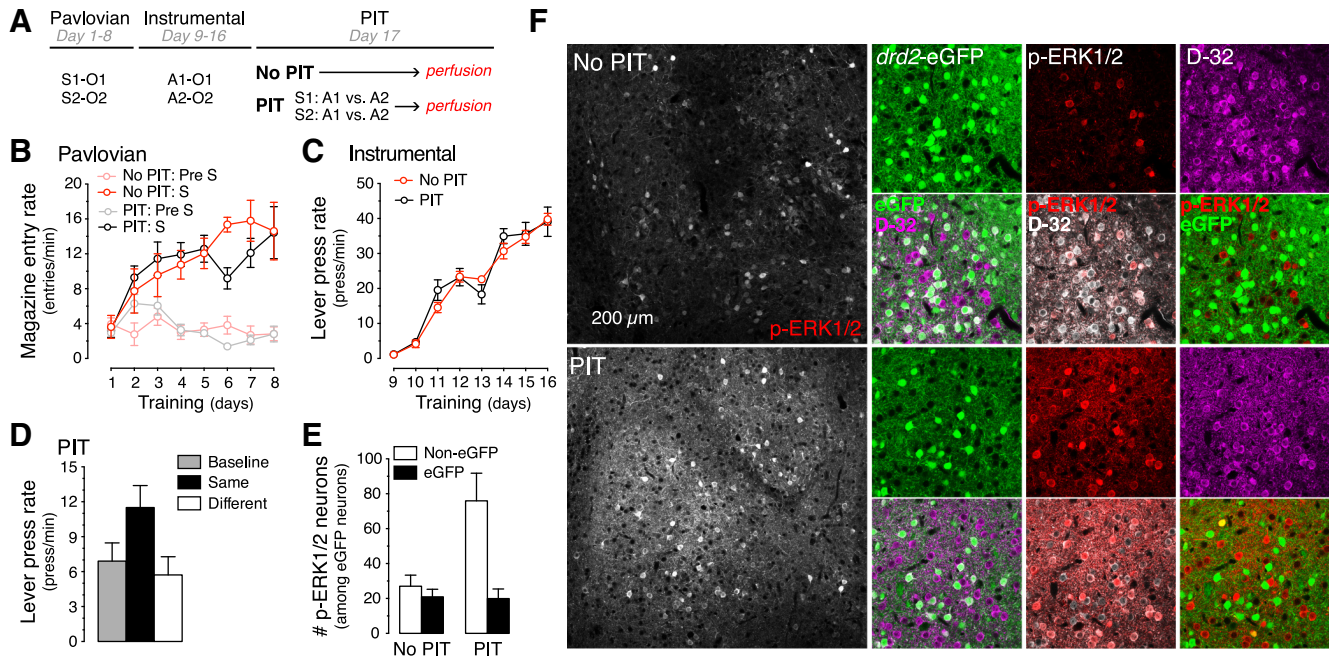 A
Pavlovian
Day 1-8
Instrumental
Day 9-16
PIT
Day 17
S1-O1
S2-O2
A1-O1
A2-O2
No PIT
perfusion
PIT
S1: A1 vs. A2
S2: A1 vs. A2
perfusion
B
Pavlovian
No PIT: Pre S
No PIT: S
PIT: Pre S
PIT: S
Magazine entry rate
(entries/min)
20
16
12
8
4
0
1 2 3 4 5 6 7 8
Training (days)
C
Instrumental
No PIT
PIT
Lever press rate
(press/min)
50
40
30
20
10
0
9 10 11 12 13 14 15 16
Training (days)
D
PIT
Baseline
Same
Different
Lever press rate
(press/min)
15
12
9
6
3
0
E
Non-eGFP
eGFP
# p-ERK1/2 neurons
(among eGFP neurons)
100
80
60
40
20
0
No PIT PIT
F
No PIT
200 µm
p-ERK1/2
drd2-eGFP
p-ERK1/2
D-32
eGFP
D-32
p-ERK1/2
D-32
p-ERK1/2
eGFP
PIT